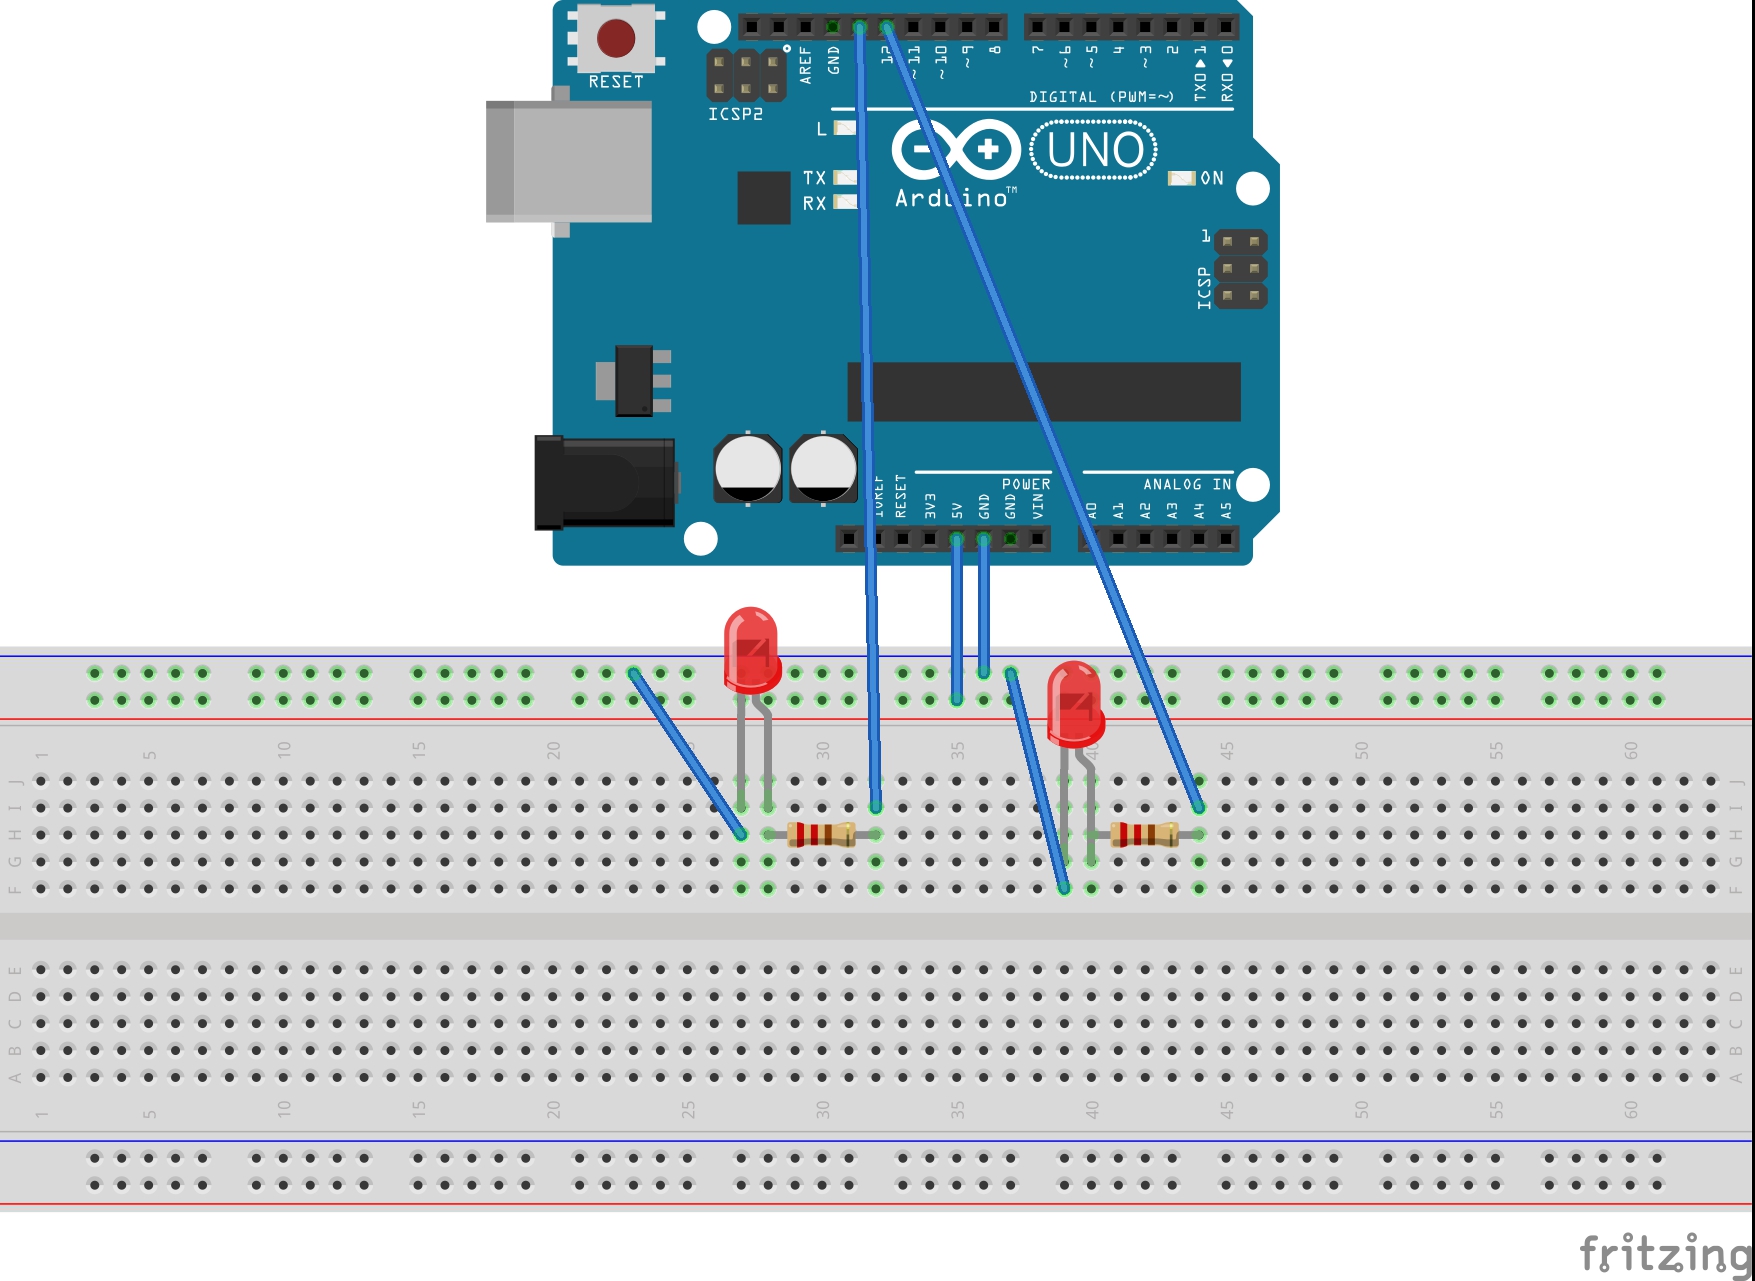 RESET
ICSP2
AREF
GND
12
~11
~10
~9
8
7
~6
~5
4
~3
2
TX0▶1
RX0◀0
DIGITAL (PWM=~)
L
TX
RX
Arduino™
UNO
ON
1
ICSP
POWER
ANALOG IN
IOREF
RESET
3V3
5V
GND
GND
VIN
A0
A1
A2
A3
A4
A5
1 5 10 15 20 30 35 40 45 50 55 60
J J
I I
H H
G G
F F
E E
D D
C C
B B
A A
1 5 10 15 20 25 30 35 40 45 50 55 60
fritzing